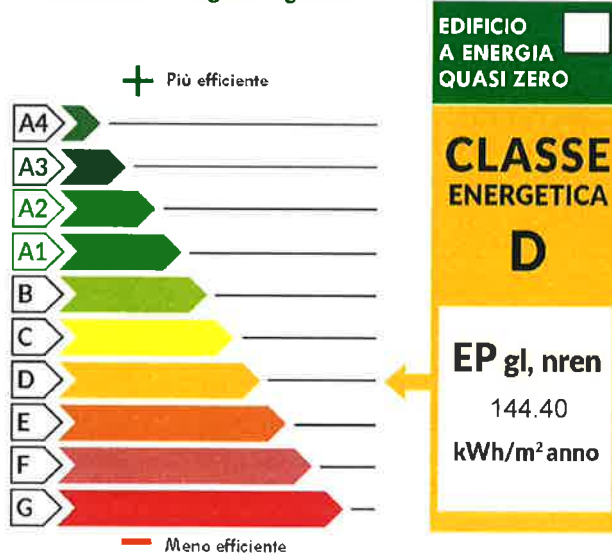 Più efficiente
A4
A3
A2
A1
B
C
D
E
F
G
Meno efficiente
EDIFICIO
A ENERGIA
QUASI ZERO
CLASSE
ENERGETICA
D
EP gl, nren
144.40
kWh/m² anno